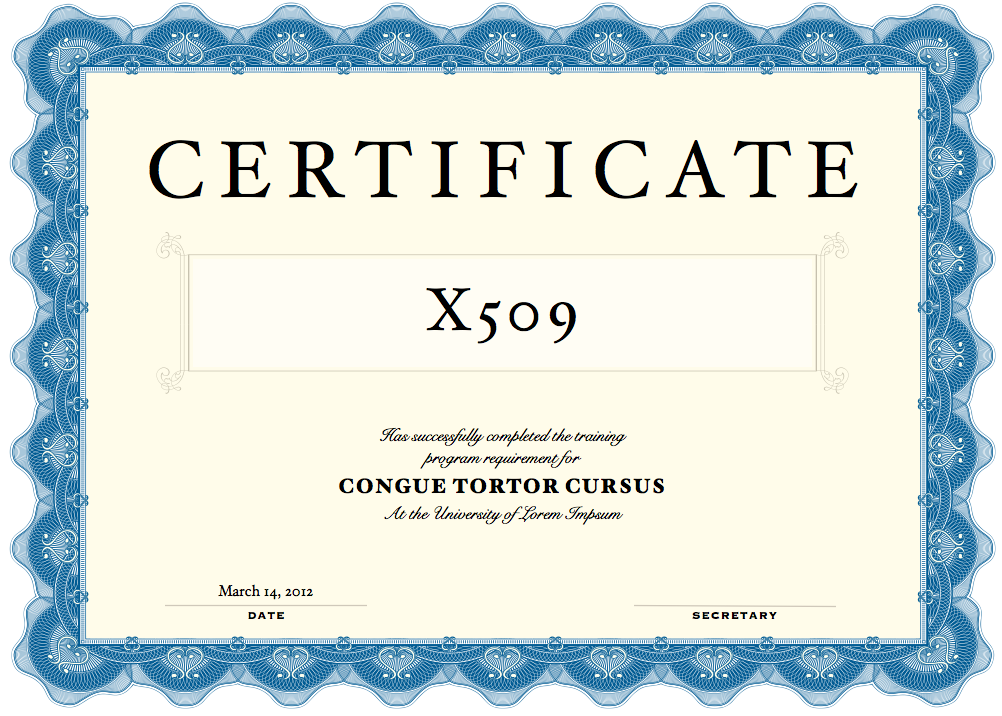 CERTIFICATE
X509
Has successfully completed the training
program requirement for
CONGUE TORTOR CURSUS
At the University of Lorem Impsum
March 14, 2012
DATE
SECRETARY